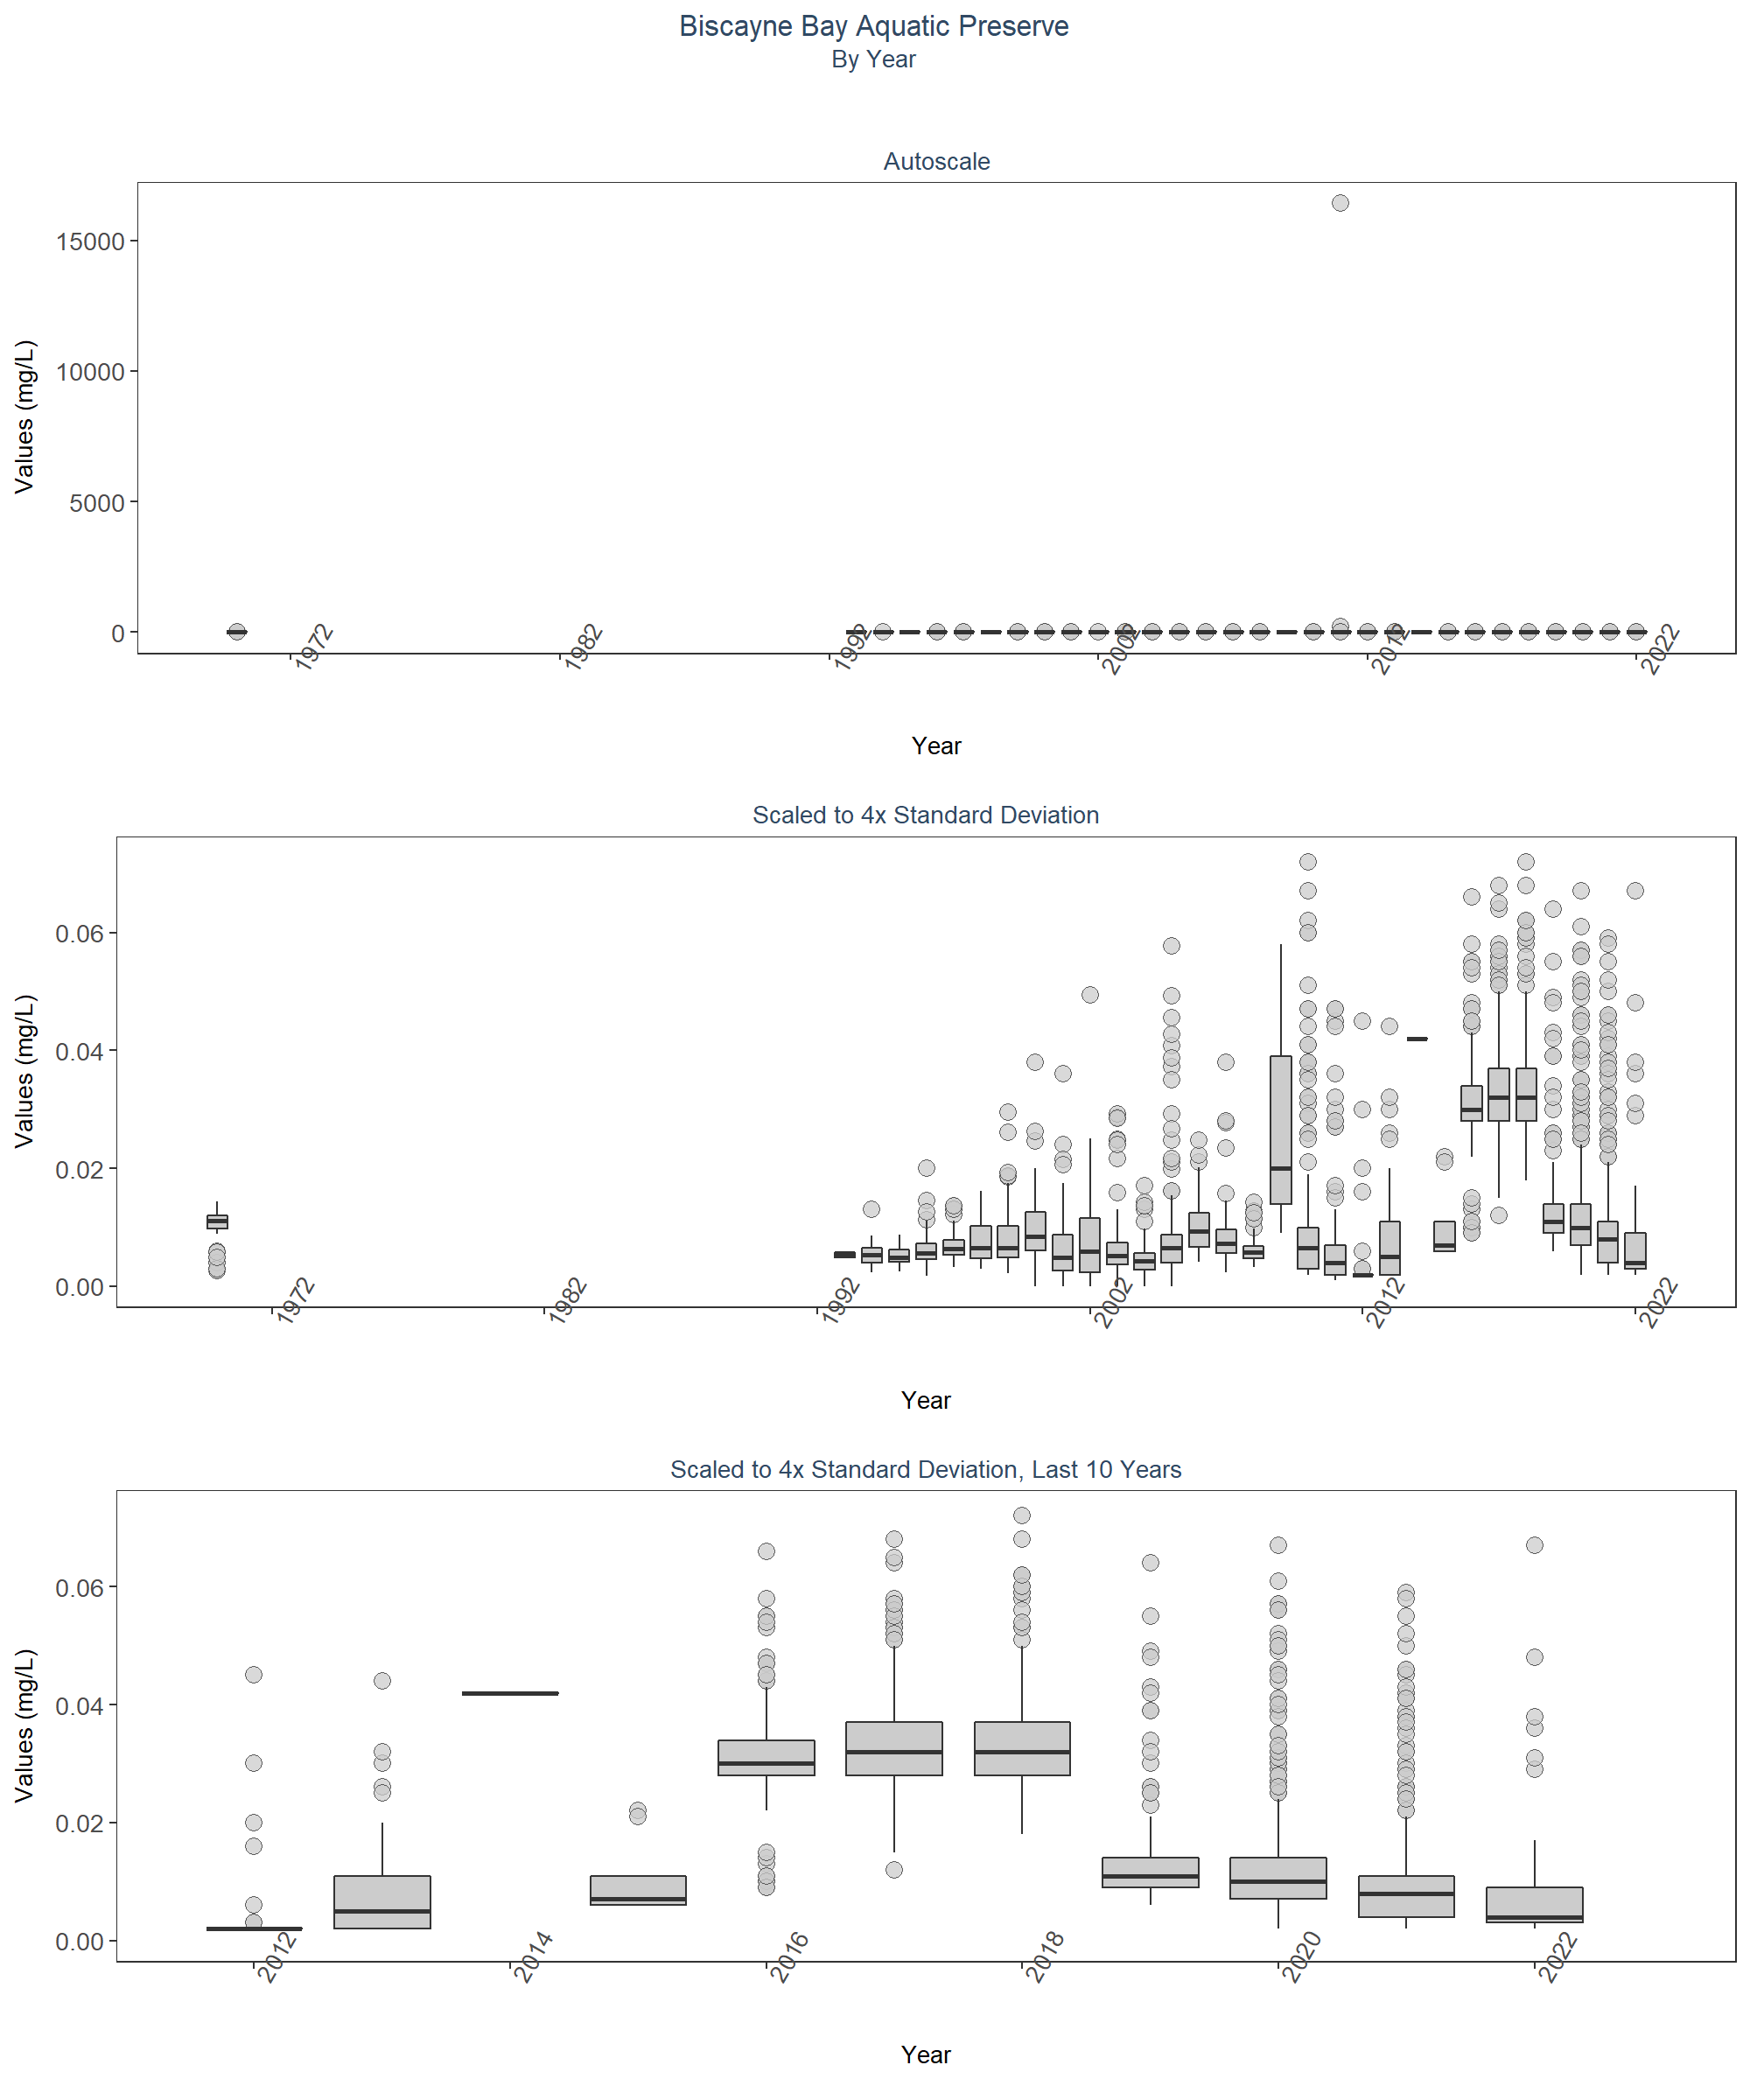 Biscayne Bay Aquatic Preserve
By Year
Autoscale
Values (mg/L)
15000
10000
5000
0
1972 1982 1992 2002 2012 2022
Year
Scaled to 4x Standard Deviation
Values (mg/L)
0.06
0.04
0.02
0.00
1972 1982 1992 2002 2012 2022
Year
Scaled to 4x Standard Deviation, Last 10 Years
Values (mg/L)
0.06
0.04
0.02
0.00
2012 2014 2016 2018 2020 2022
Year